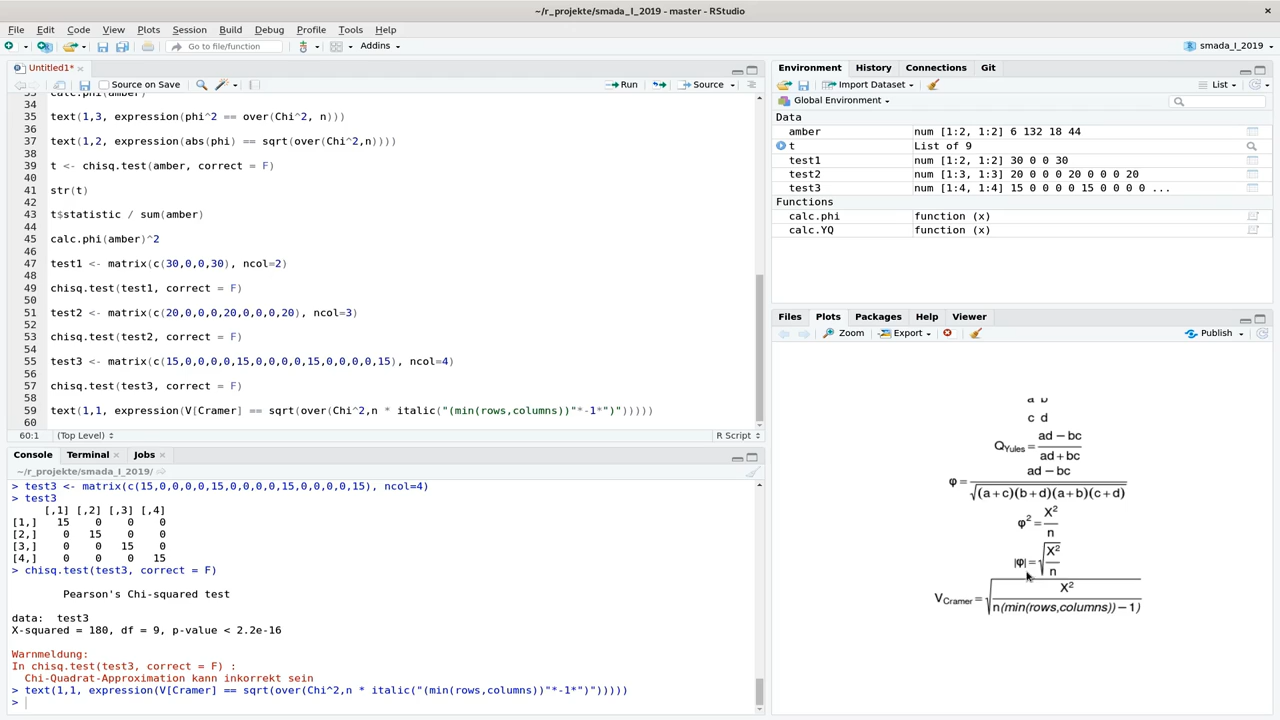 ~/r_projekte/smada_I_2019 - master - RStudio
File Edit Code View Plots Session Build Debug Profile Tools Help
Go to file/function Addins smada_I_2019
Untitled1*
Source on Save Run Source
33 calc.phi(amber)
34
35 text(1,3, expression(phi^2 == over(Chi^2, n)))
36
37 text(1,2, expression(abs(phi) == sqrt(over(Chi^2,n))))
38
39 t <- chisq.test(amber, correct = F)
40
41 str(t)
42
43 t$statistic / sum(amber)
44
45 calc.phi(amber)^2
46
47 test1 <- matrix(c(30,0,0,30), ncol=2)
48
49 chisq.test(test1, correct = F)
50
51 test2 <- matrix(c(20,0,0,0,20,0,0,0,20), ncol=3)
52
53 chisq.test(test2, correct = F)
54
55 test3 <- matrix(c(15,0,0,0,0,15,0,0,0,0,15,0,0,0,0,15), ncol=4)
56
57 chisq.test(test3, correct = F)
58
59 text(1,1, expression(V[Cramer] == sqrt(over(Chi^2,n * italic("(min(rows,columns))"*-1*")")))))
60
60:1 (Top Level) R Script
Console Terminal Jobs
~/r_projekte/smada_I_2019/
> test3 <- matrix(c(15,0,0,0,0,15,0,0,0,0,15,0,0,0,0,15), ncol=4)
> test3
[,1] [,2] [,3] [,4]
[1,] 15 0 0 0
[2,] 0 15 0 0
[3,] 0 0 15 0
[4,] 0 0 0 15
> chisq.test(test3, correct = F)
Pearson's Chi-squared test
data: test3
X-squared = 180, df = 9, p-value < 2.2e-16
Warnmeldung:
In chisq.test(test3, correct = F) :
Chi-Quadrat-Approximation kann inkorrekt sein
> text(1,1, expression(V[Cramer] == sqrt(over(Chi^2,n * italic("(min(rows,columns))"*-1*")")))))
>
Environment History Connections Git
Import Dataset List
Global Environment
Data
amber num [1:2, 1:2] 6 132 18 44
t List of 9
test1 num [1:2, 1:2] 30 0 0 30
test2 num [1:3, 1:3] 20 0 0 0 20 0 0 0 20
test3 num [1:4, 1:4] 15 0 0 0 0 15 0 0 0 0 ...
Functions
calc.phi function (x)
calc.YQ function (x)
Files Plots Packages Help Viewer
Zoom Export Publish
a b
c d
Q Yules = ad − bc / ad + bc
φ = ad − bc / √(a + c)(b + d)(a + b)(c + d)
φ² = Χ² / n
|φ| = √Χ² / n
V Cramer = √Χ² / n(min(rows,columns)) − 1)